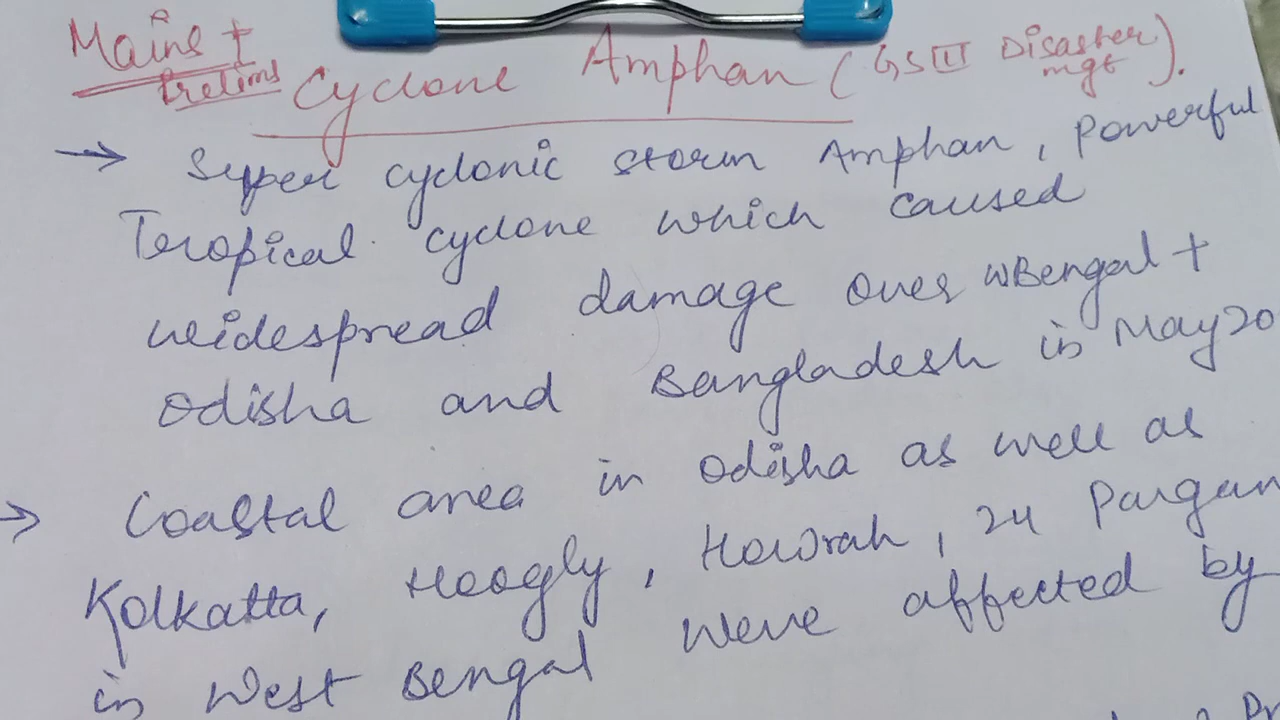 Mains + Prelims
Cyclone Amphan (GS III Disaster mgt).
→ Super cyclonic storm Amphan, Powerful
Tropical cyclone which caused
widespread damage over WBengal +
Odisha and Bangladesh in May 20
→ Coastal area in Odisha as well as
Kolkatta, Hoogly, Howrah, 24 Pargan
in West Bengal were affected by